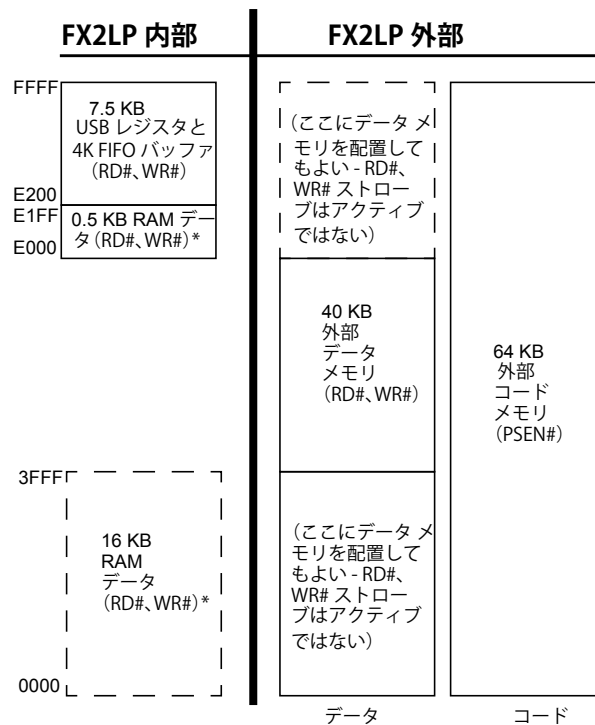 FX2LP 内部
FX2LP 外部
FFFF
7.5 KB
USB レジスタと
4K FIFO バッファ
(RD#、WR#)
E200
E1FF
0.5 KB RAM デー
タ(RD#、WR#)*
E000
(ここにデータ メ
モリを配置して
もよい - RD#、
WR# ストロー
ブはアクティブ
ではない)
40 KB
外部
データ
メモリ
(RD#、WR#)
64 KB
外部
コード
メモリ
(PSEN#)
3FFF
16 KB
RAM
データ
(RD#、WR#)*
(ここにデータ メ
モリを配置して
もよい - RD#、
WR# ストロー
ブはアクティブ
ではない)
0000
データ
コード